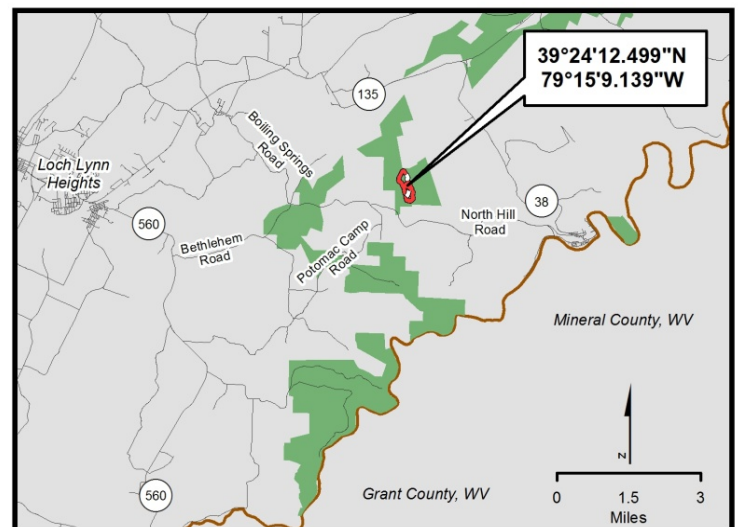 39°24'12.499"N
79°15'9.139"W
135
Boiling Springs
Road
Loch Lynn
Heights
38
560
North Hill
Road
Bethlehem
Road
Potomac Camp
Road
Mineral County, WV
N
560
Grant County, WV
0 1.5 3
Miles